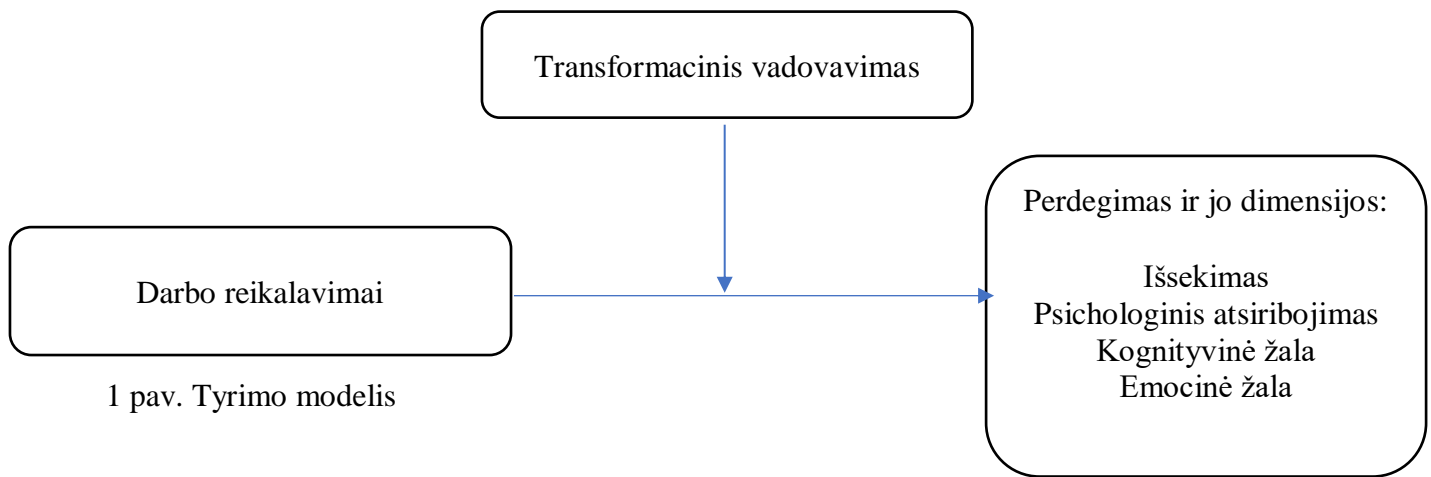 Transformacinis vadovavimas
Darbo reikalavimai
Perdegimas ir jo dimensijos:
Išsekimas
Psichologinis atsiribojimas
Kognityvinė žala
Emocinė žala
1 pav. Tyrimo modelis